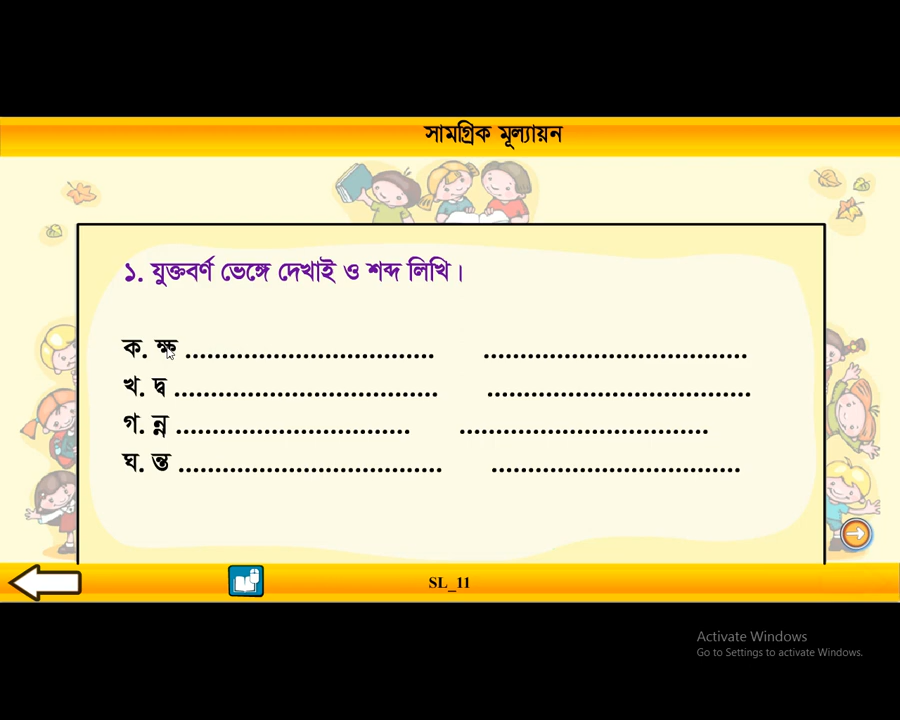 সামগ্রিক মূল্যায়ন
১. যুক্তবর্ণ ভেঙ্গে দেখাই ও শব্দ লিখি।
ক. ক্ষ .................................. ....................................
খ. দ্ব .................................... ....................................
গ. ন্ন ................................ ..................................
ঘ. ন্ত .................................... ..................................
SL_11
Activate Windows
Go to Settings to activate Windows.